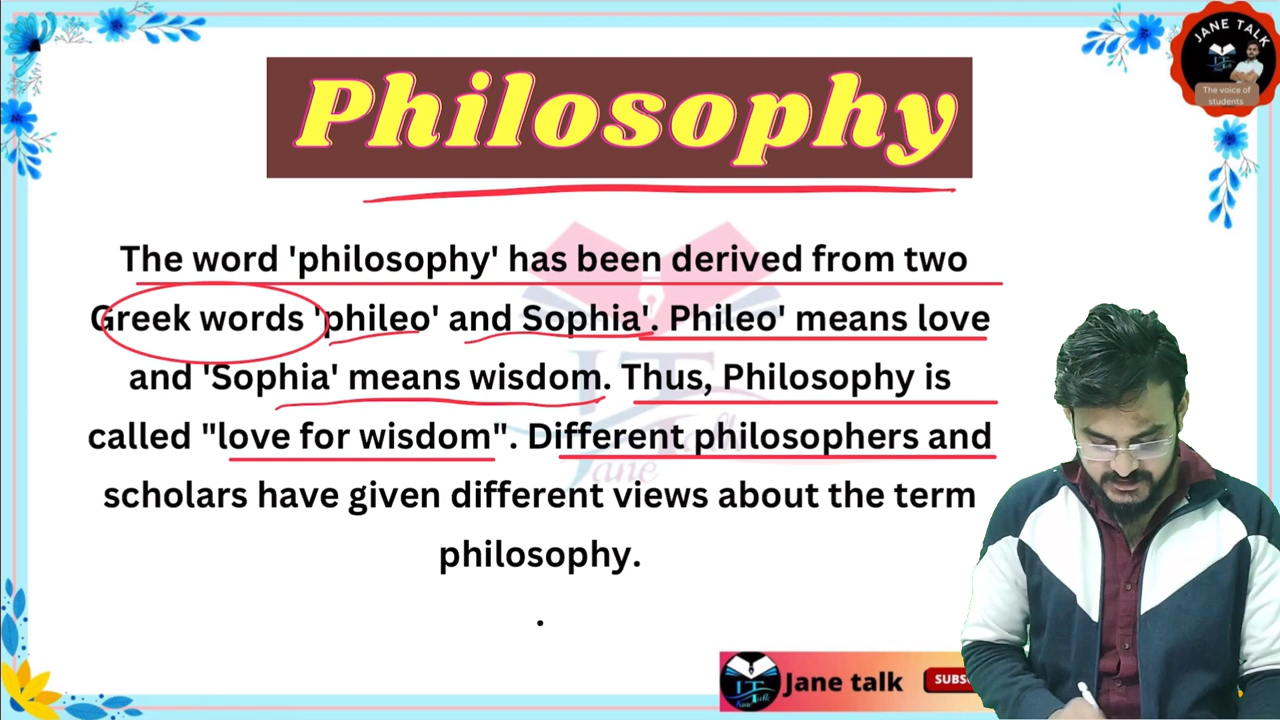 JANE TALK
The voice of
students
Philosophy
The word 'philosophy' has been derived from two
Greek words 'phileo' and Sophia'. Phileo' means love
and 'Sophia' means wisdom. Thus, Philosophy is
called "love for wisdom". Different philosophers and
scholars have given different views about the term
philosophy.
.
Jane talk
SUBS